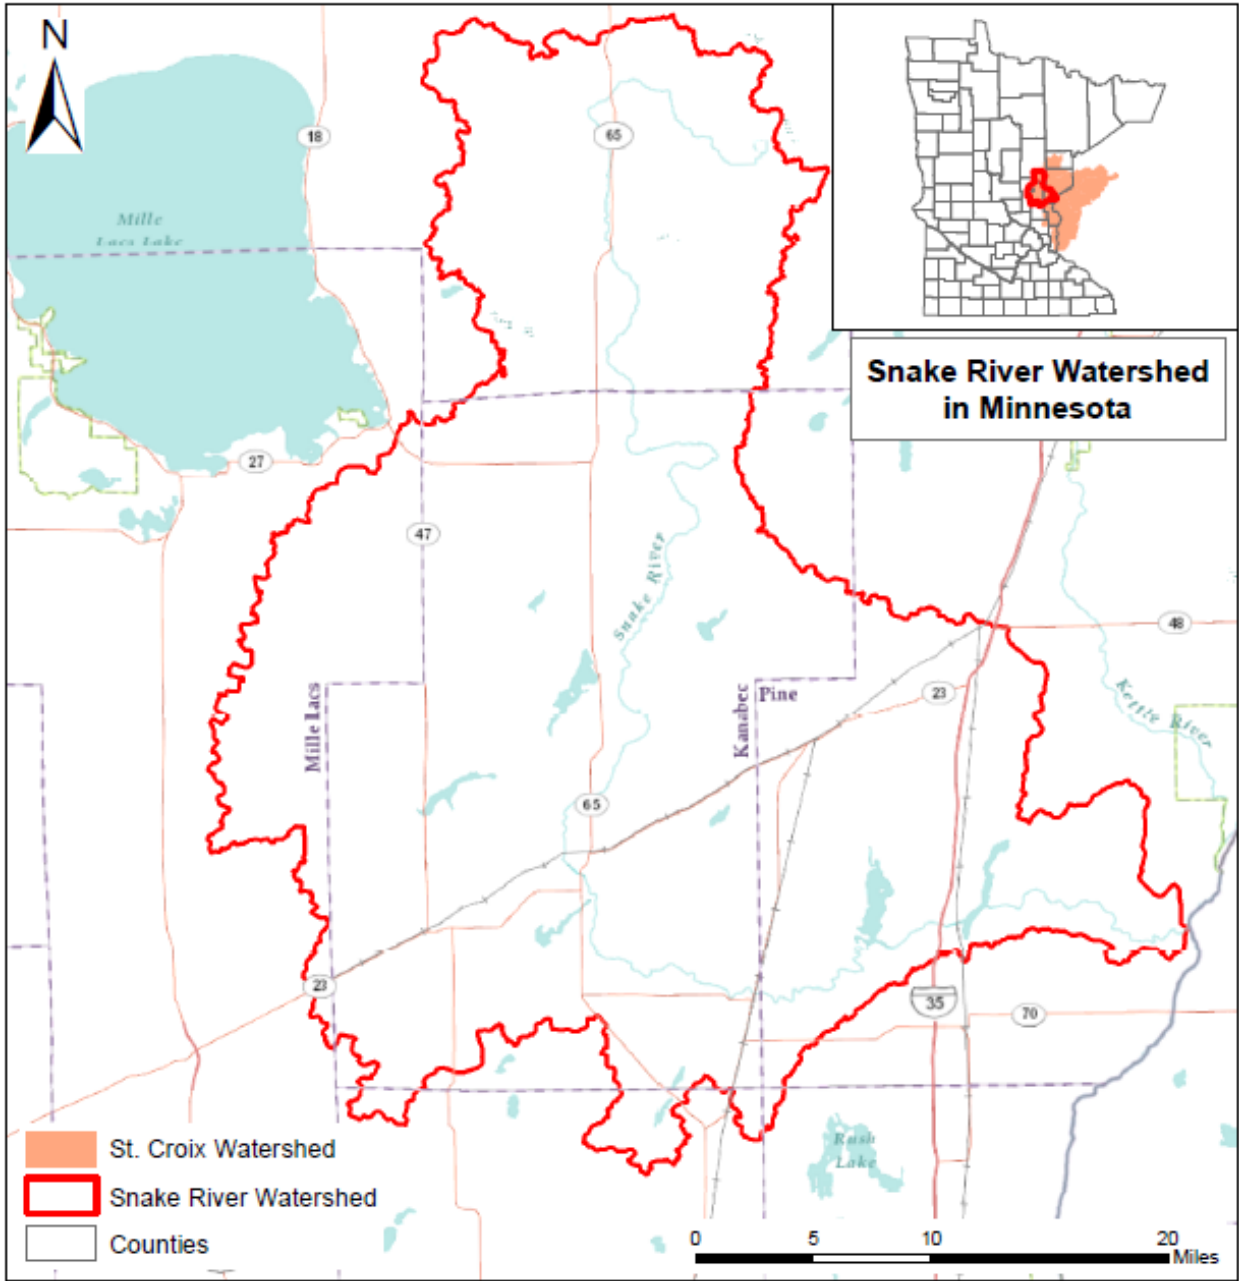 N
18
65
Mille
Lacs Lake
Snake River Watershed
in Minnesota
27
47
Snake River
48
23
Kettle River
Mille Lacs
Kanabec
Pine
65
23
35
70
Rush
Lake
St. Croix Watershed
Snake River Watershed
Counties
0 5 10 20
Miles